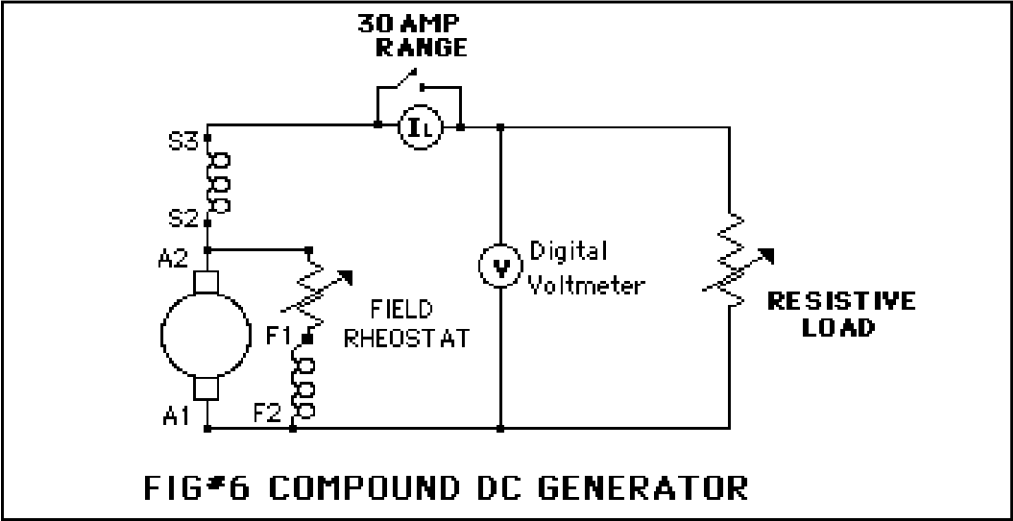 30 AMP
RANGE
IL
S3
S2
A2
Digital
Voltmeter
V
FIELD
RHEOSTAT
RESISTIVE
LOAD
F1
F2
A1
FIG#6 COMPOUND DC GENERATOR